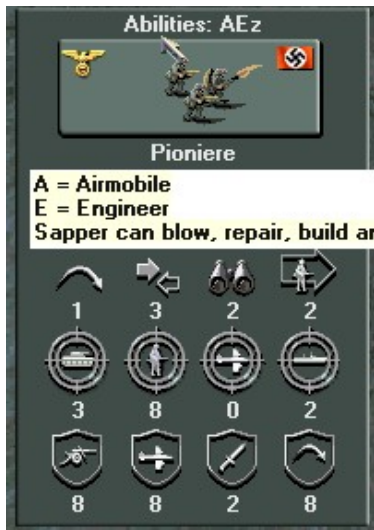 Abilities: AEz
Pioniere
A = Airmobile
E = Engineer
Sapper can blow, repair, build
1 3 2 2
3 8 0 2
8 8 2 8